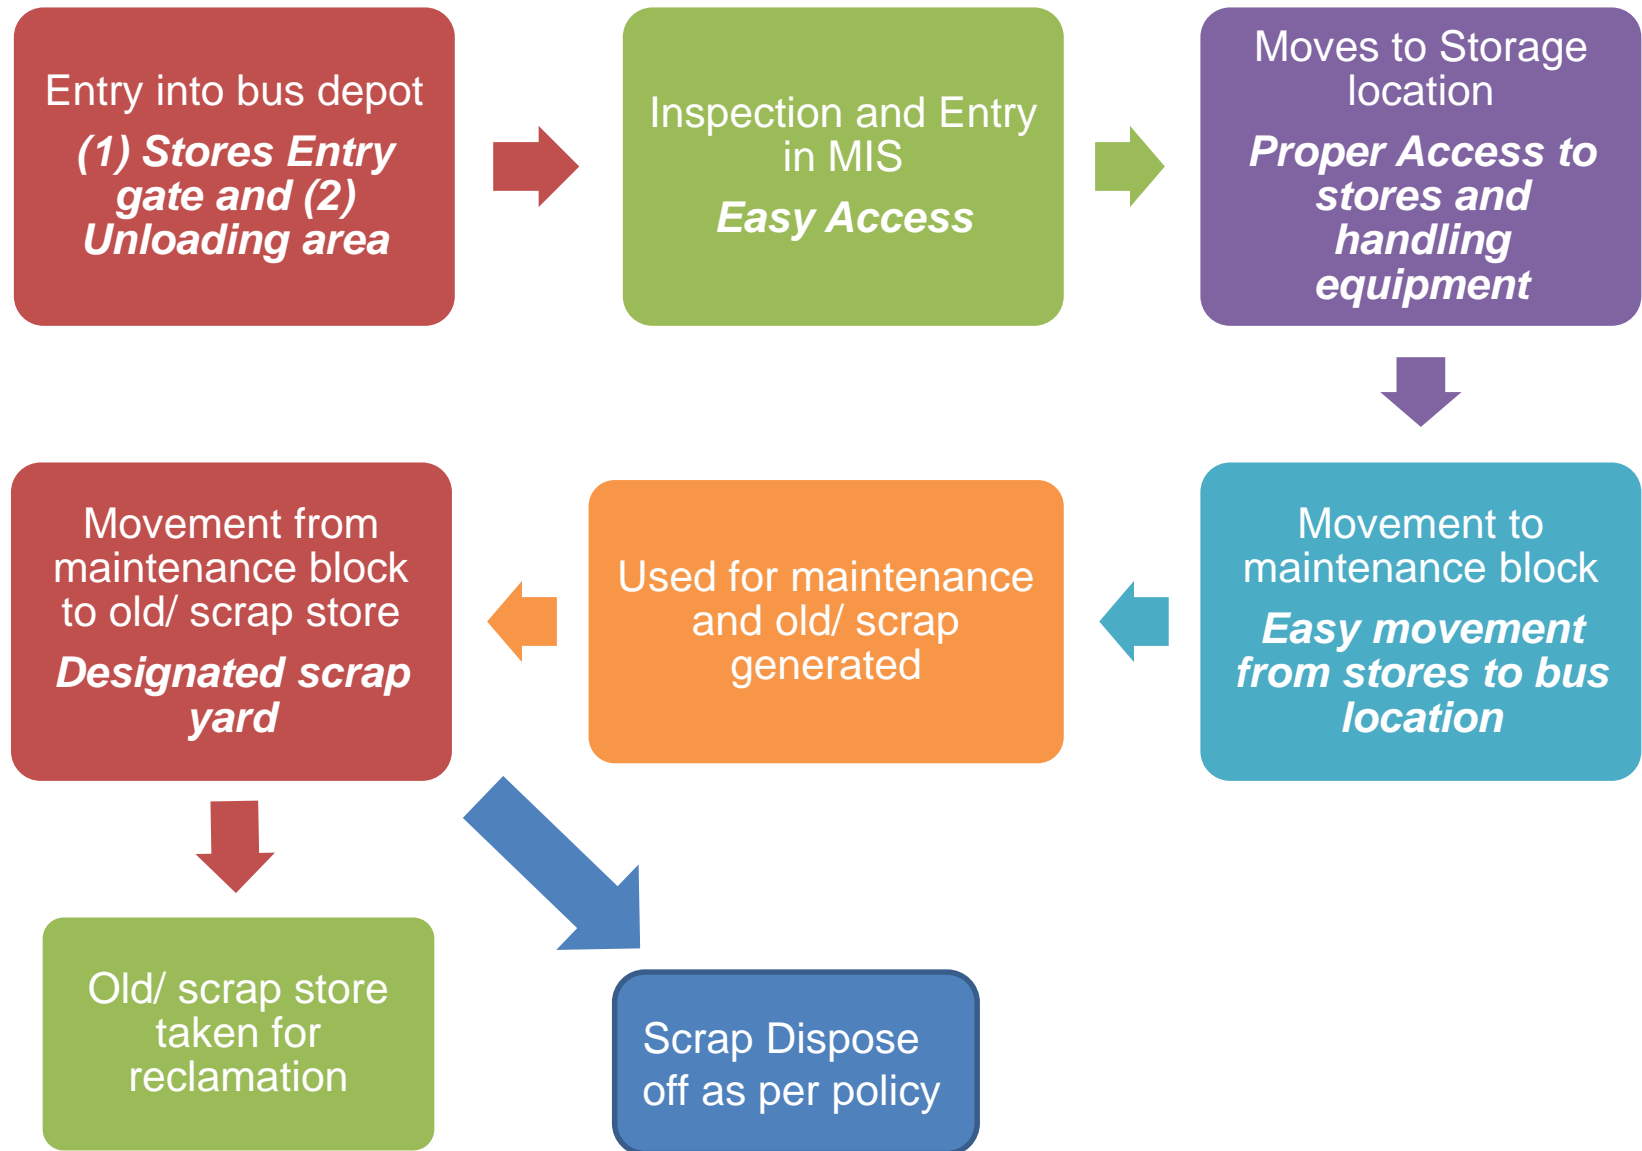 Entry into bus depot
(1) Stores Entry
gate and (2)
Unloading area
Inspection and Entry
in MIS
Easy Access
Moves to Storage
location
Proper Access to
stores and
handling
equipment
Movement to
maintenance block
Easy movement
from stores to bus
location
Used for maintenance
and old/ scrap
generated
Movement from
maintenance block
to old/ scrap store
Designated scrap
yard
Old/ scrap store
taken for
reclamation
Scrap Dispose
off as per policy